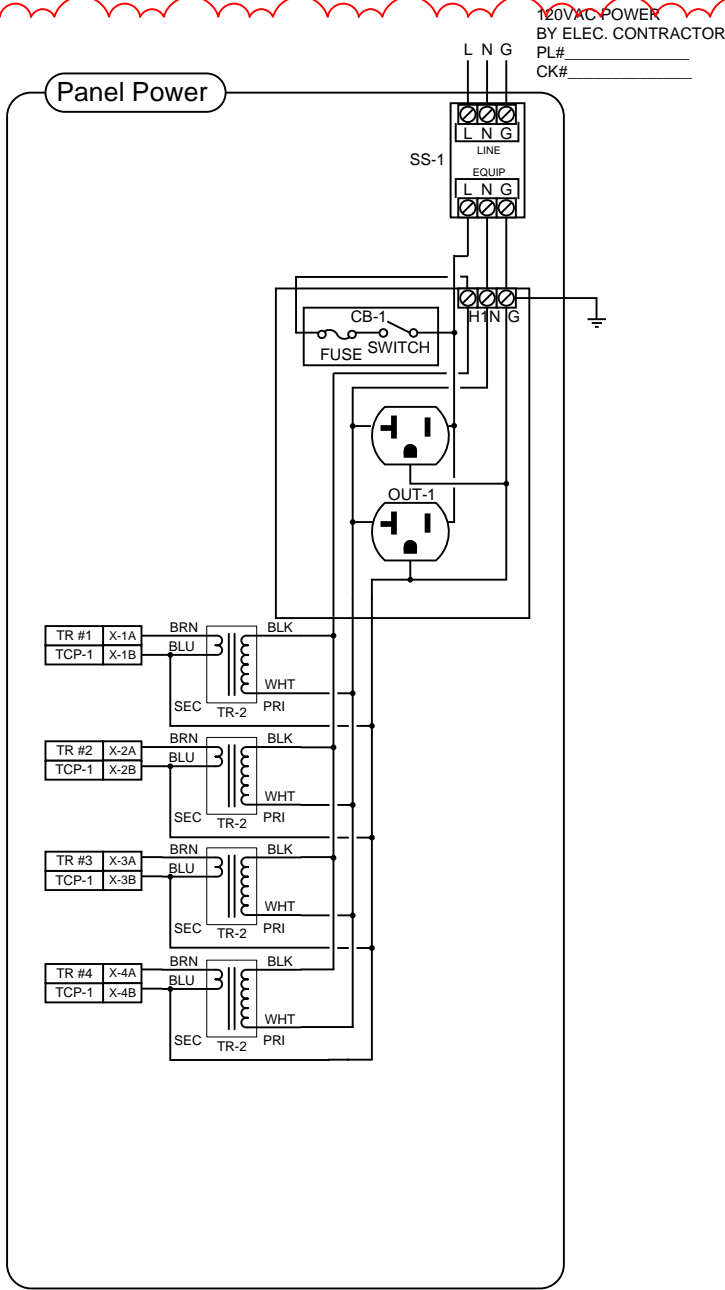 120VAC POWER
BY ELEC. CONTRACTOR
PL#______________
CK#______________
L N G
Panel Power
L N G
LINE
SS-1
EQUIP
L N G
H1 N G
CB-1
FUSE SWITCH
OUT-1
TR #1 X-1A BRN BLK
TCP-1 X-1B BLU
WHT
SEC TR-2 PRI
TR #2 X-2A BRN BLK
TCP-1 X-2B BLU
WHT
SEC TR-2 PRI
TR #3 X-3A BRN BLK
TCP-1 X-3B BLU
WHT
SEC TR-2 PRI
TR #4 X-4A BRN BLK
TCP-1 X-4B BLU
WHT
SEC TR-2 PRI